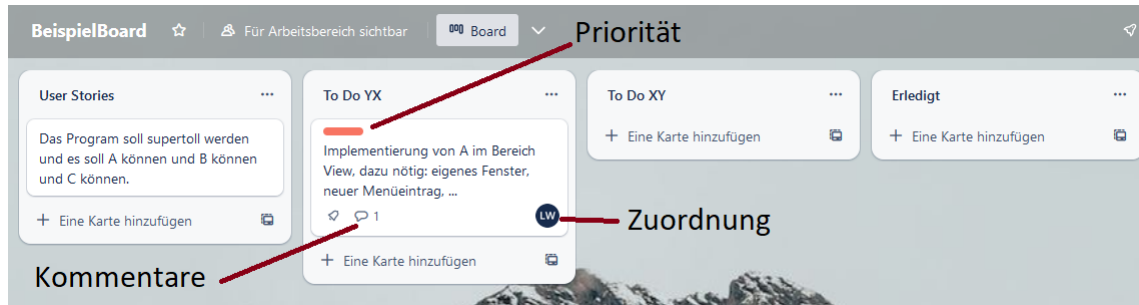 BeispielBoard Für Arbeitsbereich sichtbar Board
Priorität
User Stories
Das Program soll supertoll werden
und es soll A können und B können
und C können.
+ Eine Karte hinzufügen
To Do YX
Implementierung von A im Bereich
View, dazu nötig: eigenes Fenster,
neuer Menüeintrag, ...
1 LW
+ Eine Karte hinzufügen
To Do XY
+ Eine Karte hinzufügen
Erledigt
+ Eine Karte hinzufügen
Zuordnung
Kommentare